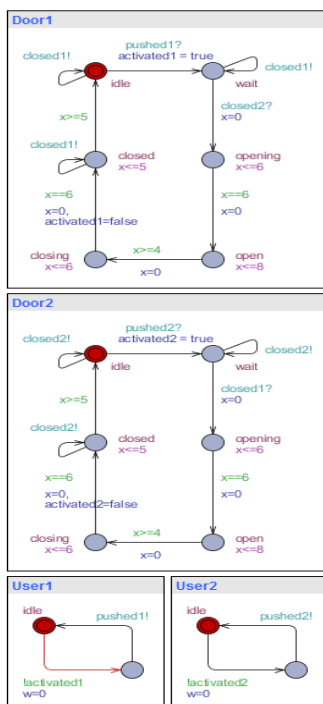 Door1
pushed1?
closed1!
activated1 = true
closed1!
idle
wait
closed2?
x=0
x>=5
closed1!
closed
x<=5
opening
x<=6
x==6
x=0,
activated1=false
x==6
x=0
closing
x<=6
x>=4
x=0
open
x<=8
Door2
pushed2?
closed2!
activated2 = true
closed2!
idle
wait
closed1?
x=0
x>=5
closed2!
closed
x<=5
opening
x<=6
x==6
x=0,
activated2=false
x==6
x=0
closing
x<=6
x>=4
x=0
open
x<=8
User1
idle
pushed1!
!activated1
w=0
User2
idle
pushed2!
!activated2
w=0